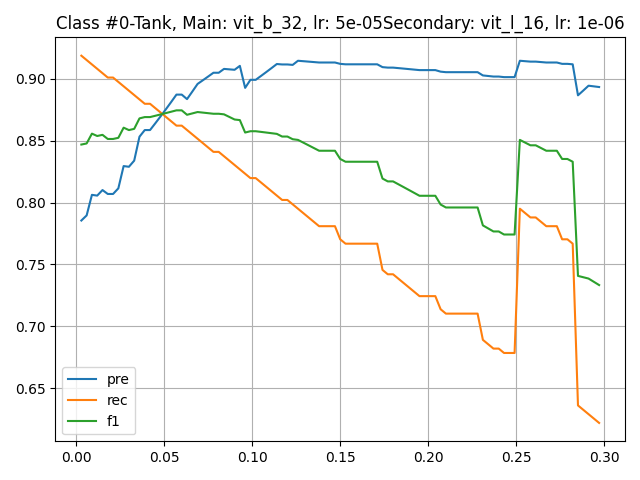 Class #0-Tank, Main: vit_b_32, lr: 5e-05Secondary: vit_l_16, lr: 1e-06
0.90
0.85
0.80
0.75
0.70
0.65
pre
rec
f1
0.00 0.05 0.10 0.15 0.20 0.25 0.30